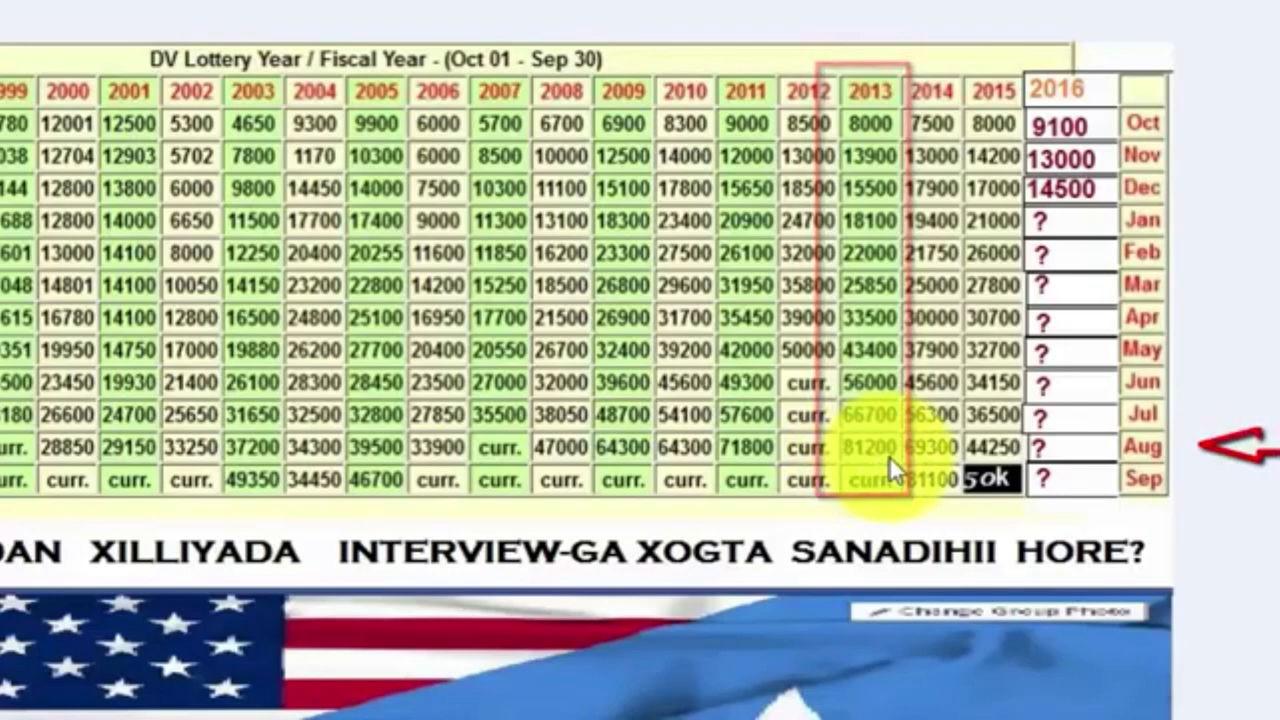 DV Lottery Year / Fiscal Year - (Oct 01 - Sep 30)
999 2000 2001 2002 2003 2004 2005 2006 2007 2008 2009 2010 2011 2012 2013 2014 2015 2016
780 12001 12500 5300 4650 9300 9900 6000 5700 6700 6900 8300 9000 8500 8000 7500 8000 9100 Oct
038 12704 12903 5702 7800 1170 10300 6000 8500 10000 12500 14000 12000 13000 13900 13000 14200 13000 Nov
144 12800 13800 6000 9800 14450 14000 7500 10300 11100 15100 17800 15650 18500 15500 17900 17000 14500 Dec
688 12800 14000 6650 11500 17700 17400 9000 11300 13100 18300 23400 20900 24700 18100 19400 21000 ? Jan
601 13000 14100 8000 12250 20400 20255 11600 11850 16200 23300 27500 26100 32000 22000 21750 26000 ? Feb
048 14801 14100 10050 14150 23200 22800 14200 15250 18500 26800 29600 31950 35800 25850 25000 27800 ? Mar
615 16780 14100 12800 16500 24800 25100 16950 17700 21500 26900 31700 35450 39000 33500 30000 30700 ? Apr
351 19950 14750 17000 19880 26200 27700 20400 20550 26700 32400 39200 42000 50000 43400 37900 32700 ? May
500 23450 19930 21400 26100 28300 28450 23500 27000 32000 39600 45600 49300 curr. 56000 45600 34150 ? Jun
180 26600 24700 25650 31650 32500 32800 27850 35500 38050 48700 54100 57600 curr. 66700 56300 36500 ? Jul
urr. 28850 29150 33250 37200 34300 39500 33900 curr. 47000 64300 64300 71800 curr. 81200 69300 44250 ? Aug
urr. curr. curr. curr. 49350 34450 46700 curr. curr. curr. curr. curr. curr. curr. curr. 81100 50k ? Sep
DAN XILLIYADA INTERVIEW-GA XOGTA SANADIHII HORE?
Change Group Photo